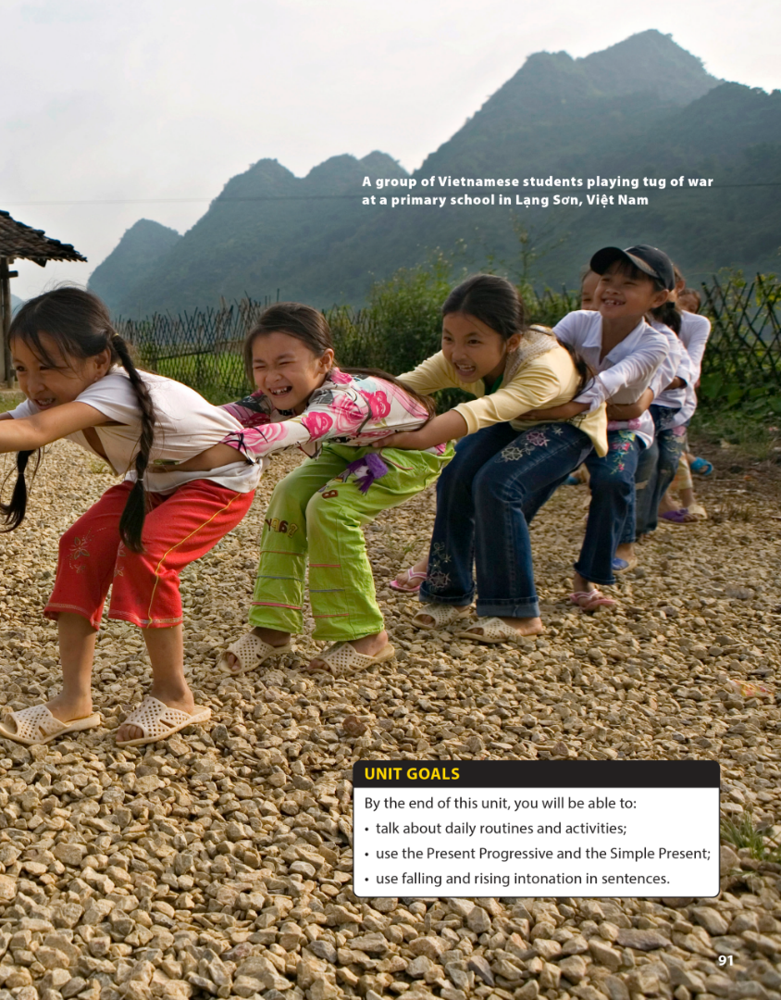 A group of Vietnamese students playing tug of war
at a primary school in Lạng Sơn, Việt Nam
UNIT GOALS
By the end of this unit, you will be able to:
• talk about daily routines and activities;
• use the Present Progressive and the Simple Present;
• use falling and rising intonation in sentences.
91